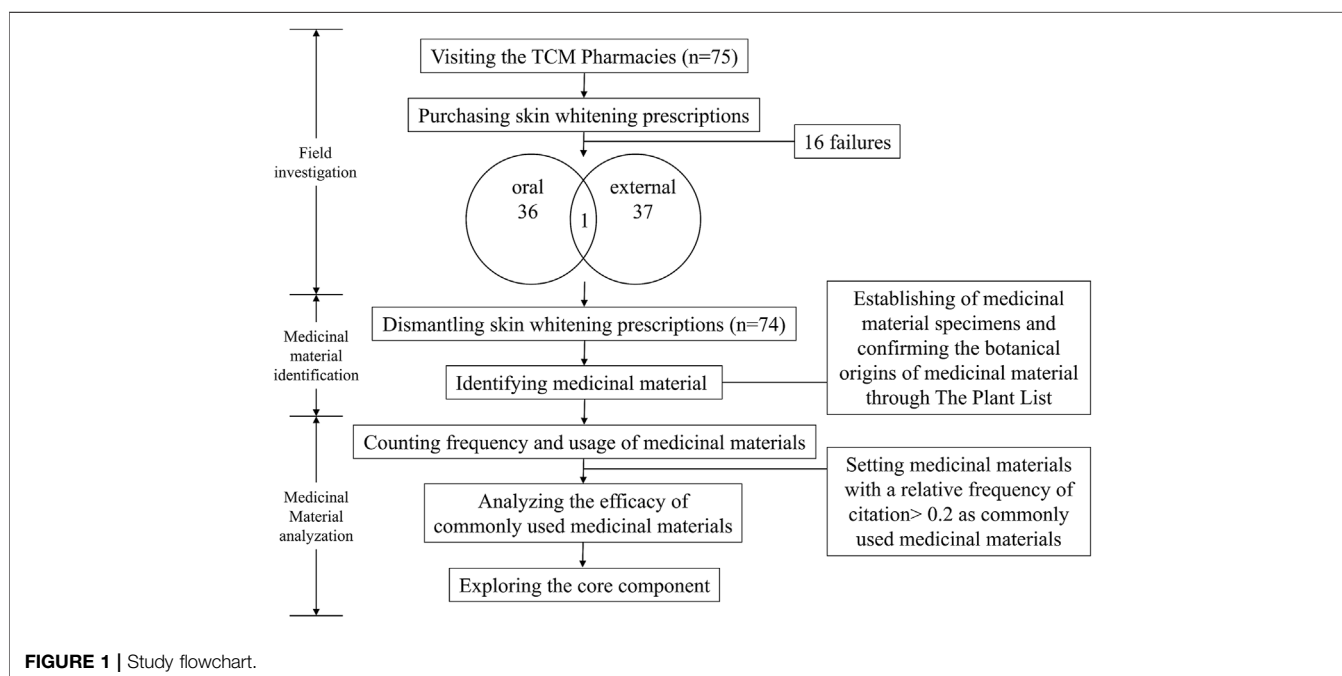 Visiting the TCM Pharmacies (n=75)
Purchasing skin whitening prescriptions
16 failures
Field
investigation
oral
36
1
external
37
Dismantling skin whitening prescriptions (n=74)
Medicinal
material
identification
Identifying medicinal material
Establishing of medicinal
material specimens and
confirming the botanical
origins of medicinal material
through The Plant List
Counting frequency and usage of medicinal materials
Setting medicinal materials
with a relative frequency of
citation> 0.2 as commonly
used medicinal materials
Medicinal
Material
analyzation
Analyzing the efficacy of
commonly used medicinal materials
Exploring the core component
FIGURE 1 | Study flowchart.